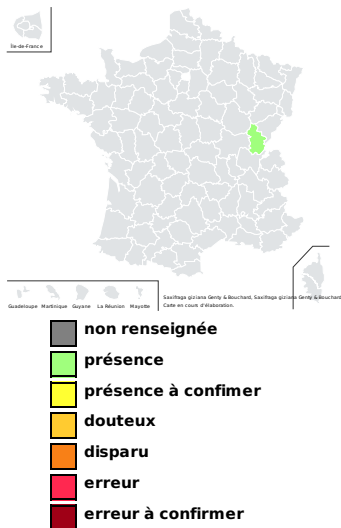 Île-de-France
Guadeloupe Martinique Guyane La Réunion Mayotte
Saxifraga giziana Genty & Bouchard, Saxifraga giziana Genty & Bouchard
Carte en cours d'élaboration.
non renseignée
présence
présence à confimer
douteux
disparu
erreur
erreur à confirmer